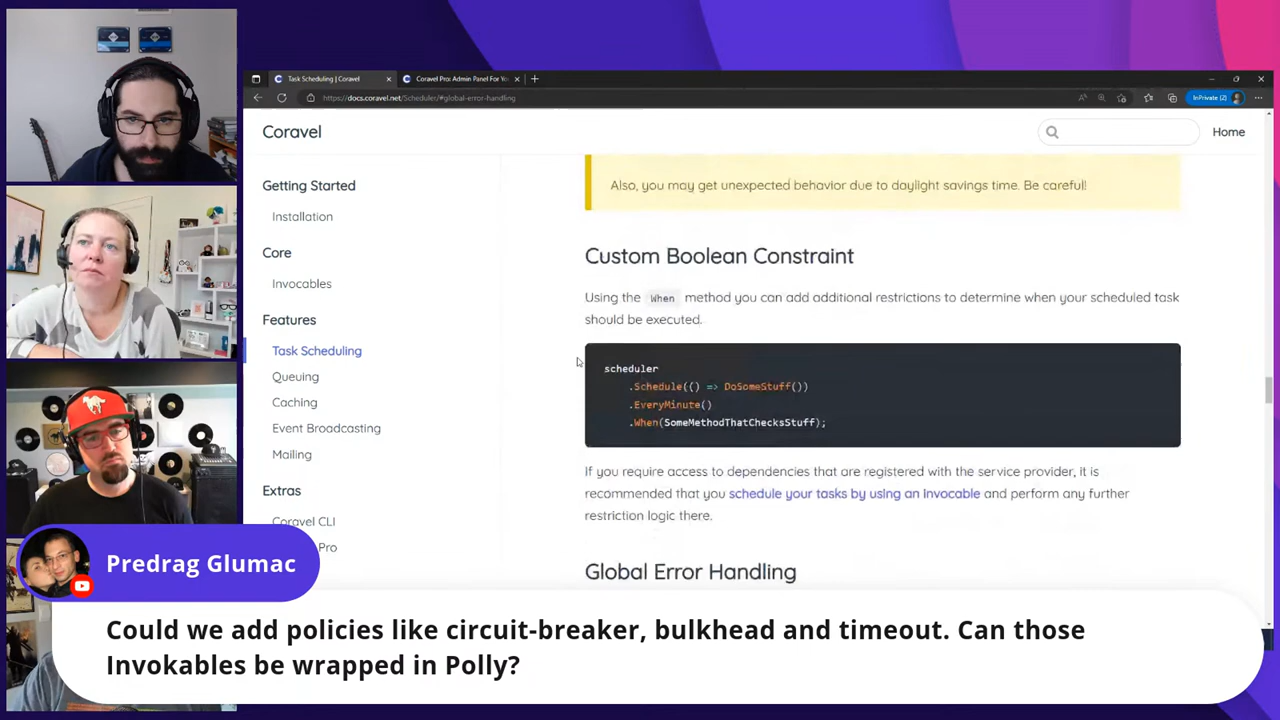 Task Scheduling | Coravel
Coravel Pro: Admin Panel For Yo
https://docs.coravel.net/Scheduler/#global-error-handling
InPrivate (2)
Coravel
Home
Getting Started
Installation
Core
Invocables
Features
Task Scheduling
Queuing
Caching
Event Broadcasting
Mailing
Extras
Coravel CLI
Pro
Also, you may get unexpected behavior due to daylight savings time. Be careful!
Custom Boolean Constraint
Using the When method you can add additional restrictions to determine when your scheduled task
should be executed.
scheduler
.Schedule(() => DoSomeStuff())
.EveryMinute()
.When(SomeMethodThatChecksStuff);
If you require access to dependencies that are registered with the service provider, it is
recommended that you schedule your tasks by using an invocable and perform any further
restriction logic there.
Global Error Handling
Predrag Glumac
Could we add policies like circuit-breaker, bulkhead and timeout. Can those
Invokables be wrapped in Polly?